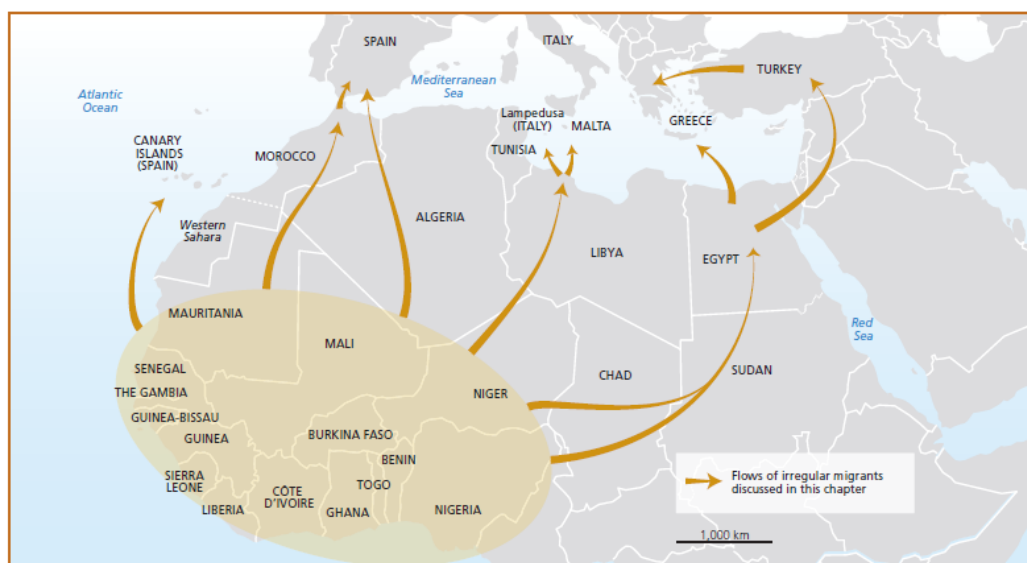 SPAIN
ITALY
Mediterranean
Sea
TURKEY
Atlantic
Ocean
Lampedusa
(ITALY)
MALTA
GREECE
CANARY
ISLANDS
(SPAIN)
MOROCCO
TUNISIA
Western
Sahara
ALGERIA
LIBYA
EGYPT
MAURITANIA
Red
Sea
MALI
SENEGAL
THE GAMBIA
NIGER
CHAD
SUDAN
GUINEA-BISSAU
GUINEA
BURKINA FASO
BENIN
SIERRA
LEONE
TOGO
CÔTE
D'IVOIRE
LIBERIA
GHANA
NIGERIA
Flows of irregular migrants
discussed in this chapter
1,000 km